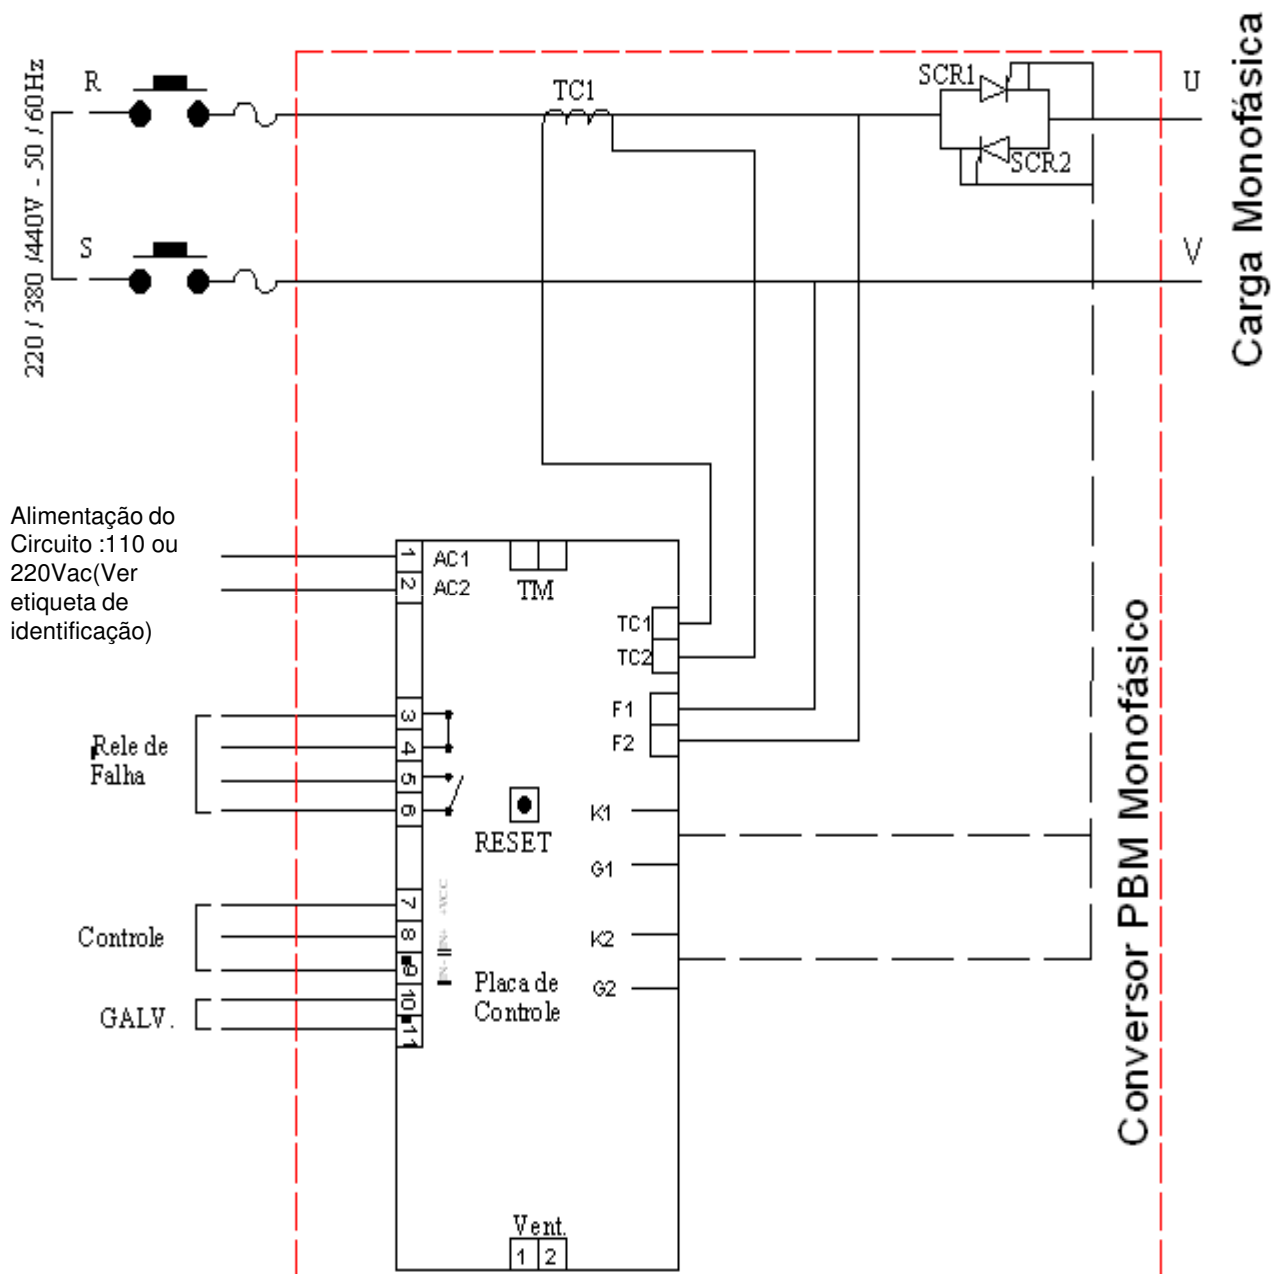 220 / 380 /440V - 50 / 60Hz
R
S
TC1
SCR1
SCR2
U
V
Carga Monofásica
Alimentação do
Circuito :110 ou
220Vac(Ver
etiqueta de
identificação)
1
AC1
2
AC2
TM
TC1
TC2
F1
F2
Rele de
Falha
3
4
5
6
RESET
K1
G1
K2
G2
Controle
7
8
9
+VCC
IN+
IN-
GALV.
10
11
Placa de
Controle
Conversor PBM Monofásico
Vent.
1 2